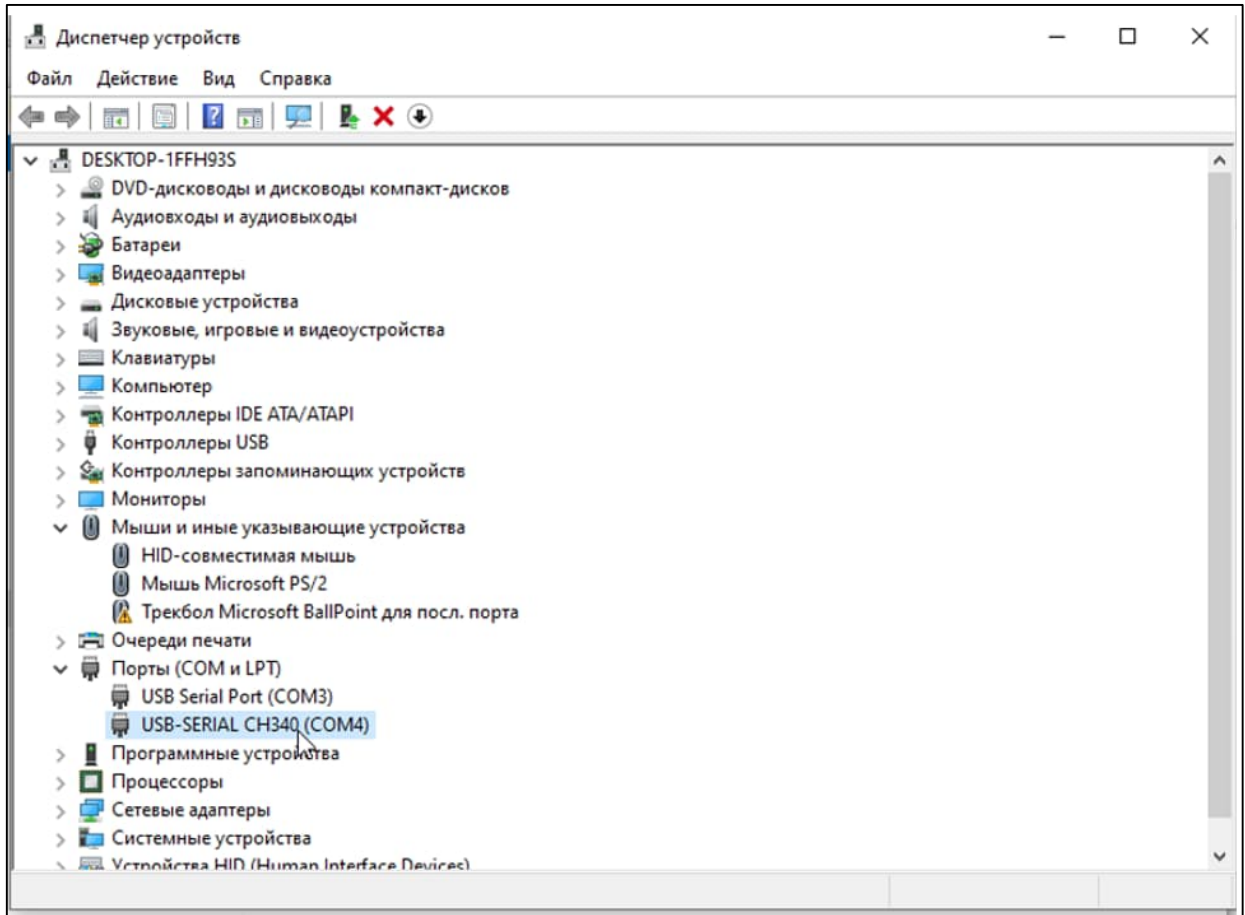 Диспетчер устройств
Файл Действие Вид Справка
DESKTOP-1FFH93S
DVD-дисководы и дисководы компакт-дисков
Аудиовходы и аудиовыходы
Батареи
Видеоадаптеры
Дисковые устройства
Звуковые, игровые и видеоустройства
Клавиатуры
Компьютер
Контроллеры IDE ATA/ATAPI
Контроллеры USB
Контроллеры запоминающих устройств
Мониторы
Мыши и иные указывающие устройства
HID-совместимая мышь
Мышь Microsoft PS/2
Трекбол Microsoft BallPoint для посл. порта
Очереди печати
Порты (COM и LPT)
USB Serial Port (COM3)
USB-SERIAL CH340 (COM4)
Программные устройства
Процессоры
Сетевые адаптеры
Системные устройства
Устройства HID (Human Interface Devices)